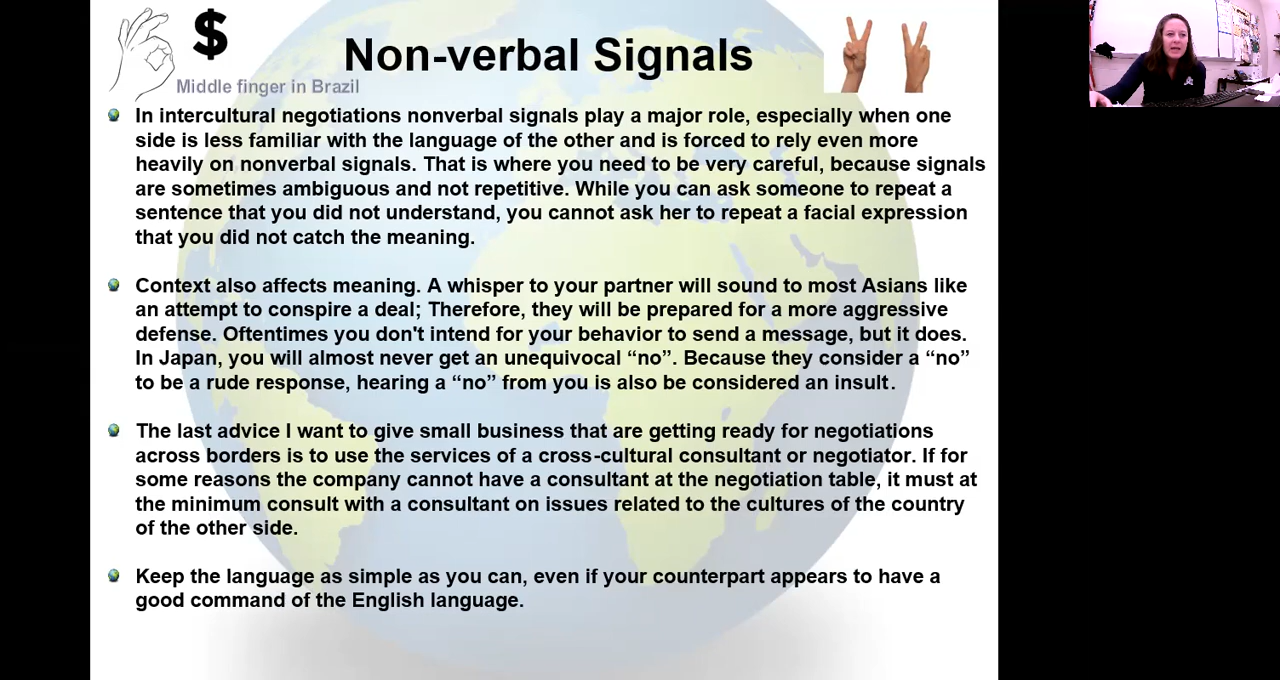 $
Non-verbal Signals
Middle finger in Brazil
In intercultural negotiations nonverbal signals play a major role, especially when one
side is less familiar with the language of the other and is forced to rely even more
heavily on nonverbal signals. That is where you need to be very careful, because signals
are sometimes ambiguous and not repetitive. While you can ask someone to repeat a
sentence that you did not understand, you cannot ask her to repeat a facial expression
that you did not catch the meaning.
Context also affects meaning. A whisper to your partner will sound to most Asians like
an attempt to conspire a deal; Therefore, they will be prepared for a more aggressive
defense. Oftentimes you don't intend for your behavior to send a message, but it does.
In Japan, you will almost never get an unequivocal “no”. Because they consider a “no”
to be a rude response, hearing a “no” from you is also be considered an insult.
The last advice I want to give small business that are getting ready for negotiations
across borders is to use the services of a cross-cultural consultant or negotiator. If for
some reasons the company cannot have a consultant at the negotiation table, it must at
the minimum consult with a consultant on issues related to the cultures of the country
of the other side.
Keep the language as simple as you can, even if your counterpart appears to have a
good command of the English language.